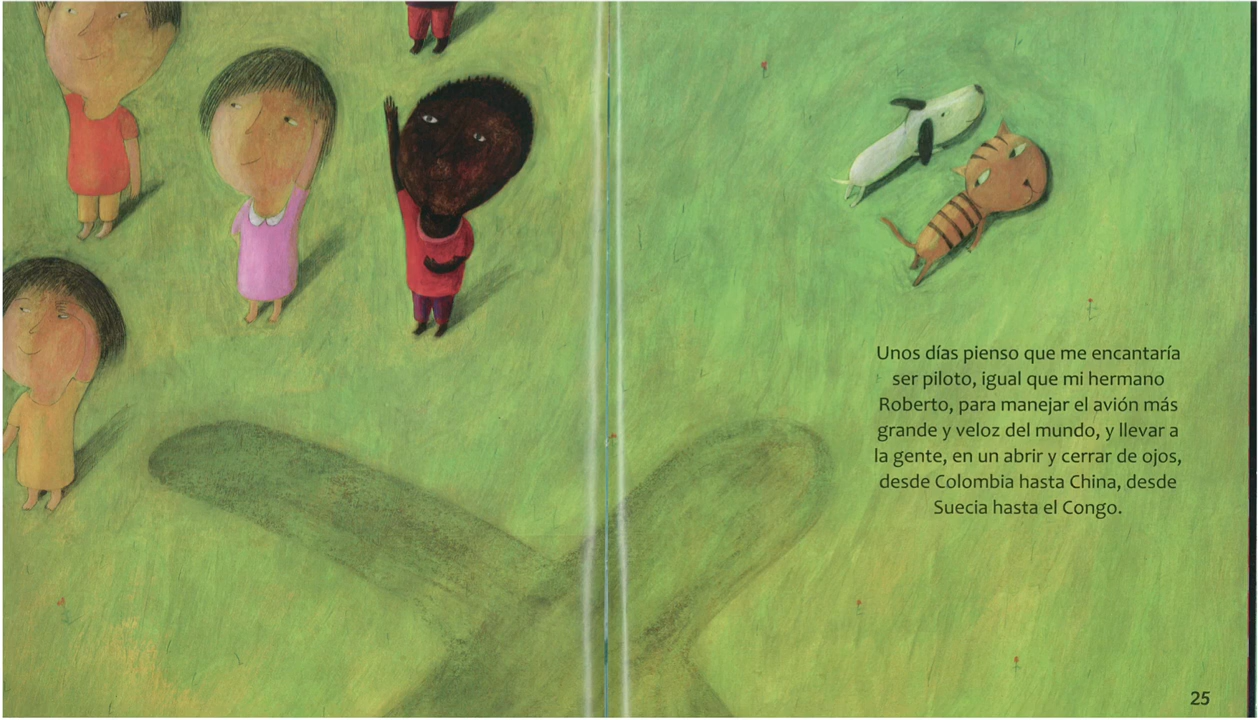 Unos días pienso que me encantaría
ser piloto, igual que mi hermano
Roberto, para manejar el avión más
grande y veloz del mundo, y llevar a
la gente, en un abrir y cerrar de ojos,
desde Colombia hasta China, desde
Suecia hasta el Congo.
25